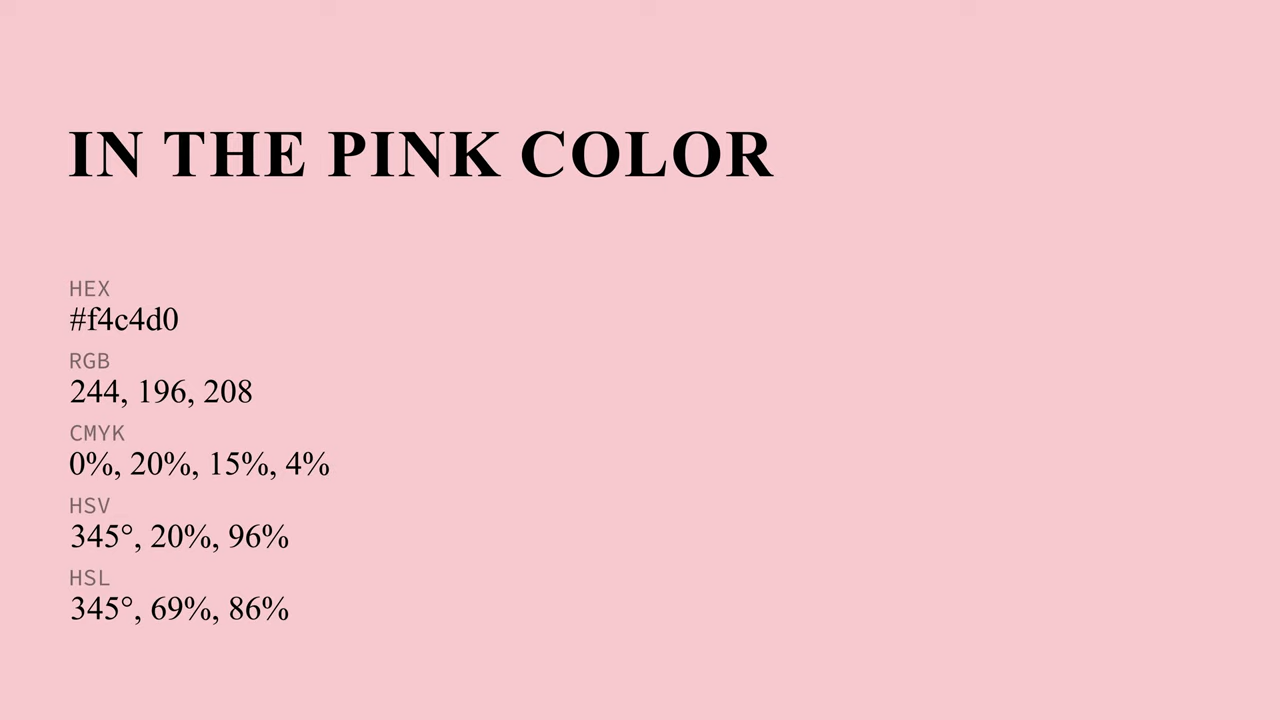 IN THE PINK COLOR
HEX
#f4c4d0
RGB
244, 196, 208
CMYK
0%, 20%, 15%, 4%
HSV
345°, 20%, 96%
HSL
345°, 69%, 86%